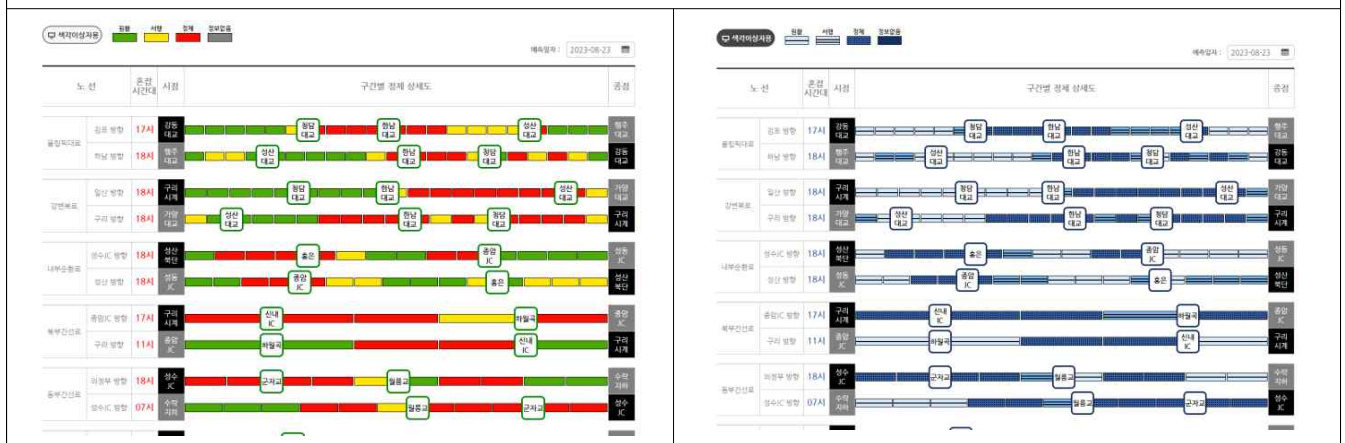 색각이상자용 원활 서행 정체 정보없음
예측일자 : 2023-08-23
노 선 혼잡 시간대 시점 구간별 정체 상세도 종점
올림픽대로
김포 방향 17시 강동 대교 청담 대교 한남 대교 성산 대교 행주 대교
하남 방향 18시 행주 대교 성산 대교 한남 대교 청담 대교 강동 대교
강변북로
일산 방향 18시 구리 시계 청담 대교 한남 대교 성산 대교 가양 대교
구리 방향 18시 가양 대교 성산 대교 한남 대교 청담 대교 구리 시계
내부순환로
성수JC 방향 18시 성산 북단 홍은 종암 JC 성동 JC
성산 방향 18시 성동 JC 종암 JC 홍은 성산 북단
북부간선로
종암JC 방향 17시 구리 시계 신내 IC 하월곡 종암 JC
구리 방향 11시 종암 JC 하월곡 신내 IC 구리 시계
동부간선로
의정부 방향 18시 성수 JC 군자교 월릉교 수락 지하
성수JC 방향 07시 수락 지하 월릉교 군자교 성수 JC
색각이상자용 원활 서행 정체 정보없음
예측일자 : 2023-08-23
노 선 혼잡 시간대 시점 구간별 정체 상세도 종점
올림픽대로
김포 방향 17시 강동 대교 청담 대교 한남 대교 성산 대교 행주 대교
하남 방향 18시 행주 대교 성산 대교 한남 대교 청담 대교 강동 대교
강변북로
일산 방향 18시 구리 시계 청담 대교 한남 대교 성산 대교 가양 대교
구리 방향 18시 가양 대교 성산 대교 한남 대교 청담 대교 구리 시계
내부순환로
성수JC 방향 18시 성산 북단 홍은 종암 JC 성동 JC
성산 방향 18시 성동 JC 종암 JC 홍은 성산 북단
북부간선로
종암JC 방향 17시 구리 시계 신내 IC 하월곡 종암 JC
구리 방향 11시 종암 JC 하월곡 신내 IC 구리 시계
동부간선로
의정부 방향 18시 성수 JC 군자교 월릉교 수락 지하
성수JC 방향 07시 수락 지하 월릉교 군자교 성수 JC